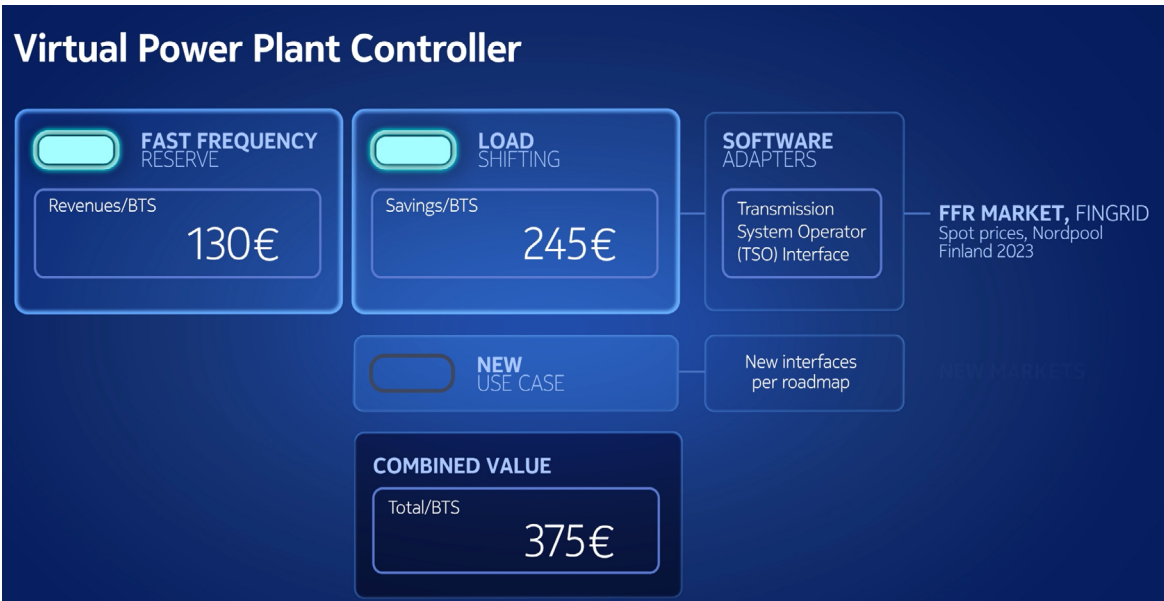 Virtual Power Plant Controller
FAST FREQUENCY
RESERVE
Revenues/BTS
130€
LOAD
SHIFTING
Savings/BTS
245€
SOFTWARE
ADAPTERS
Transmission
System Operator
(TSO) Interface
FFR MARKET, FINGRID
Spot prices, Nordpool
Finland 2023
NEW
USE CASE
New interfaces
per roadmap
NEW MARKETS
COMBINED VALUE
Total/BTS
375€